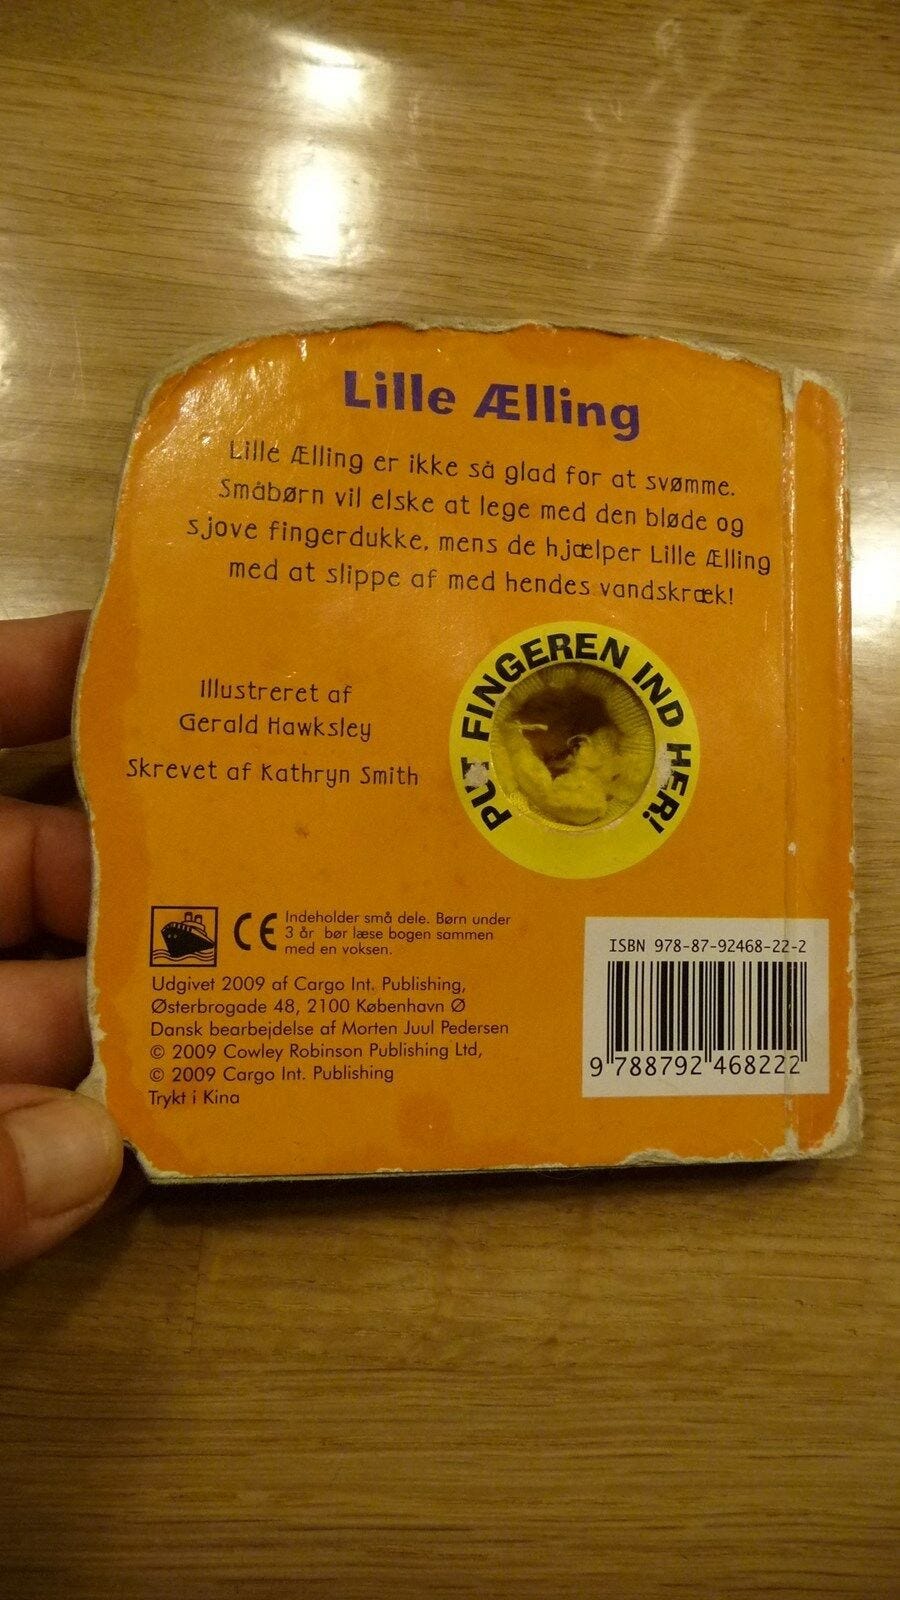 Lille Ælling
Lille Ælling er ikke så glad for at svømme.
Småbørn vil elske at lege med den bløde og
sjove fingerdukke, mens de hjælper Lille Ælling
med at slippe af med hendes vandskræk!
PUT FINGEREN IND HER!
Illustreret af
Gerald Hawksley
Skrevet af Kathryn Smith
CE
Indeholder små dele. Børn under
3 år bør læse bogen sammen
med en voksen.
Udgivet 2009 af Cargo Int. Publishing,
Østerbrogade 48, 2100 København Ø
Dansk bearbejdelse af Morten Juul Pedersen
© 2009 Cowley Robinson Publishing Ltd,
© 2009 Cargo Int. Publishing
Trykt i Kina
ISBN 978-87-92468-22-2
9 788792 468222